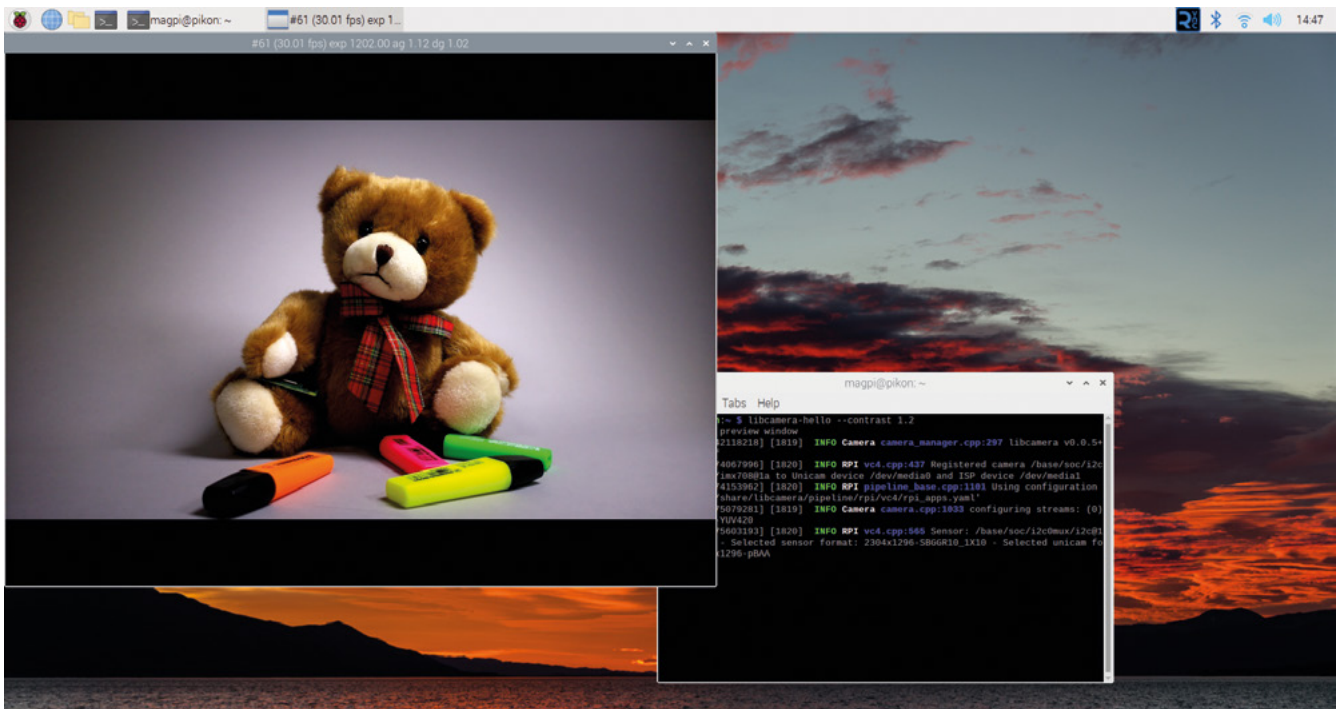 magpi@pikon: ~
#61 (30.01 fps) exp 1...
VNC
14:47
#61 (30.01 fps) exp 1202.00 ag 1.12 dg 1.02
magpi@pikon: ~
Tabs Help
n:~ $ libcamera-hello --contrast 1.2
preview window
42118218] [1819] INFO Camera camera_manager.cpp:297 libcamera v0.0.5+
74067996] [1820] INFO RPI vc4.cpp:437 Registered camera /base/soc/i2c
/imx708@1a to Unicam device /dev/media0 and ISP device /dev/media1
74153962] [1820] INFO RPI pipeline_base.cpp:1101 Using configuration
/share/libcamera/pipeline/rpi/vc4/rpi_apps.yaml'
75079281] [1819] INFO Camera camera.cpp:1033 configuring streams: (0)
-YUV420
75603193] [1820] INFO RPI vc4.cpp:565 Sensor: /base/soc/i2c0mux/i2c@1
- Selected sensor format: 2304x1296-SBGGR10_1X10 - Selected unicam fo
x1296-pBAA